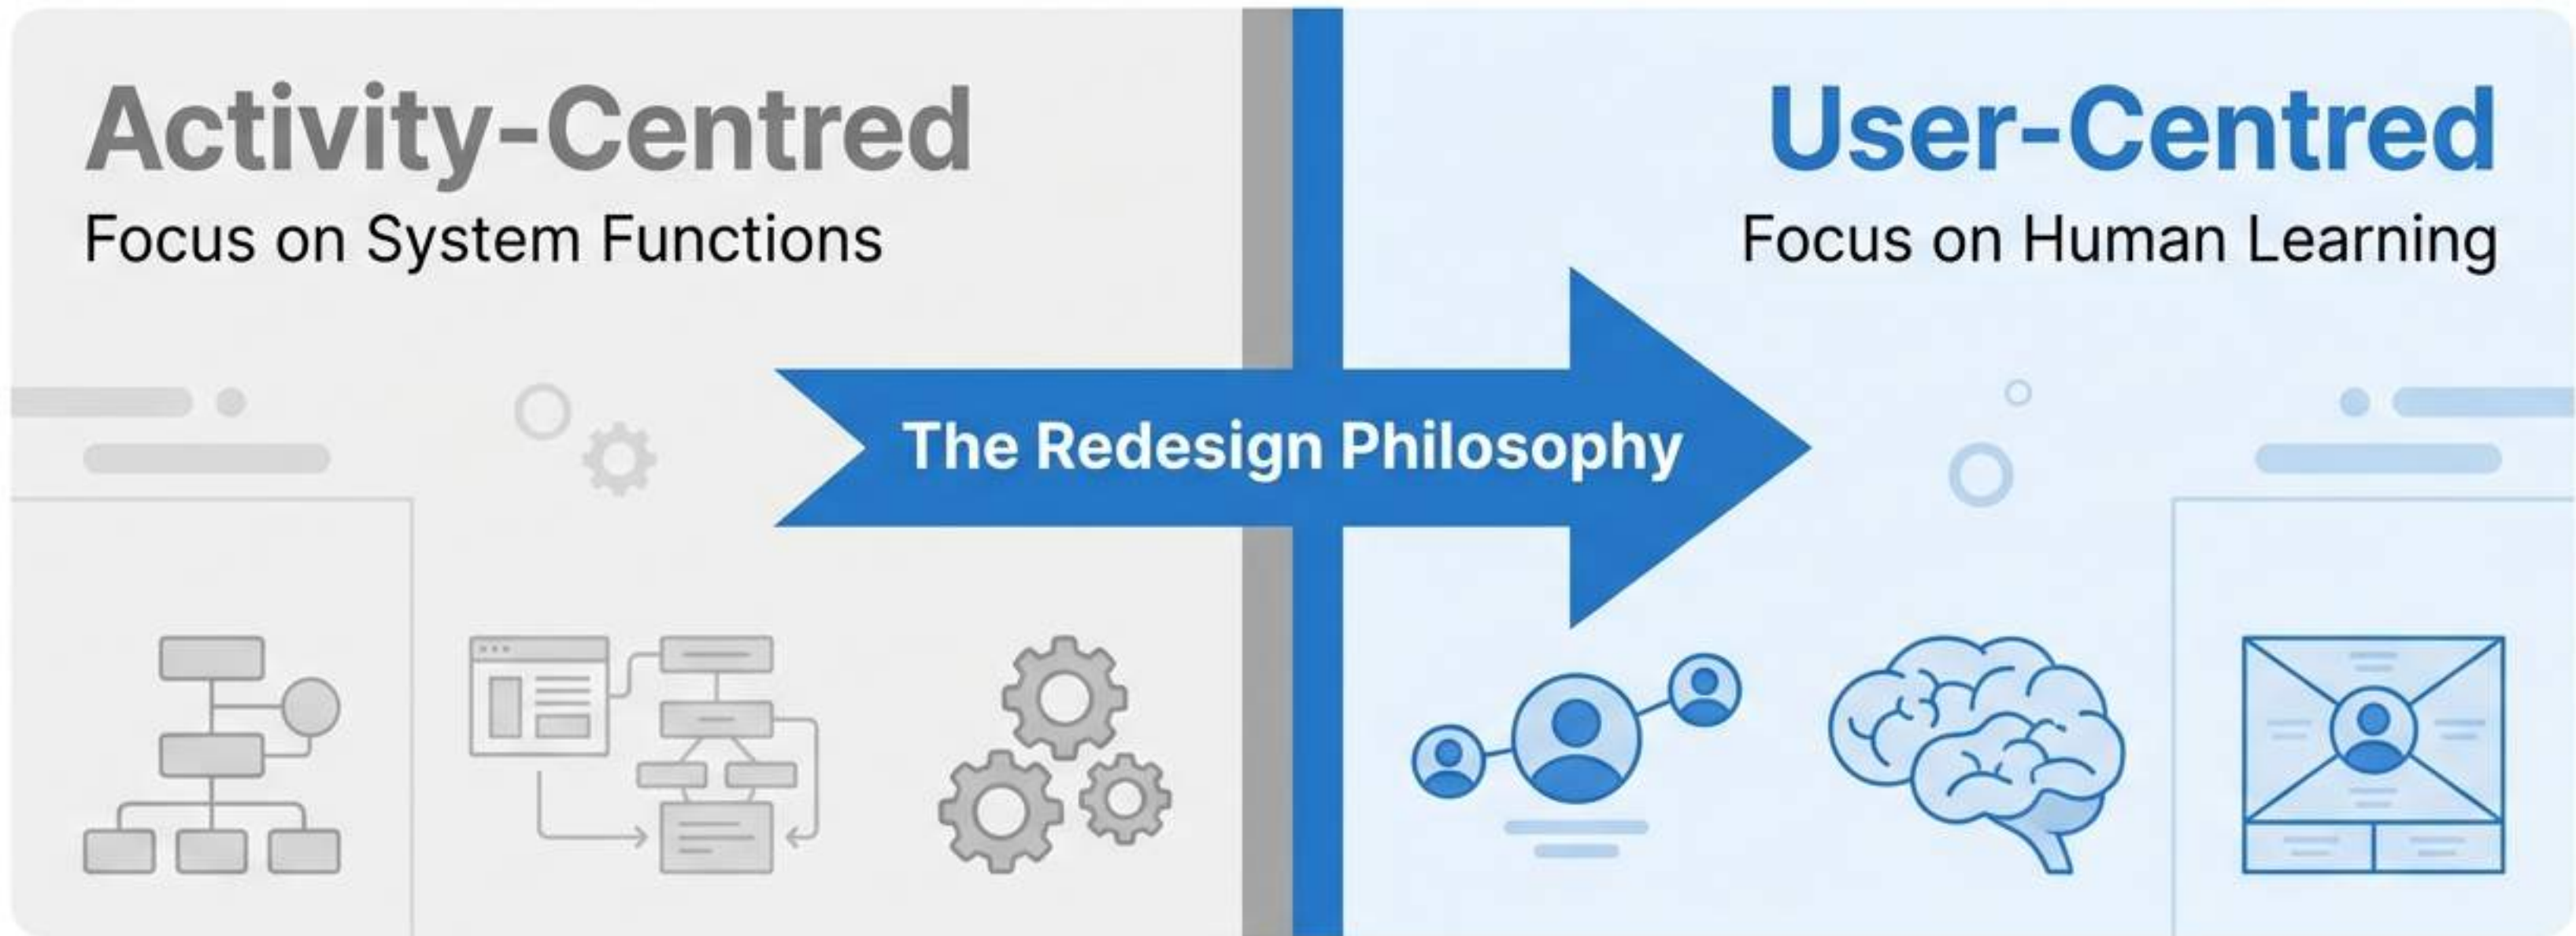 Activity-Centred
Focus on System Functions
User-Centred
Focus on Human Learning
The Redesign Philosophy